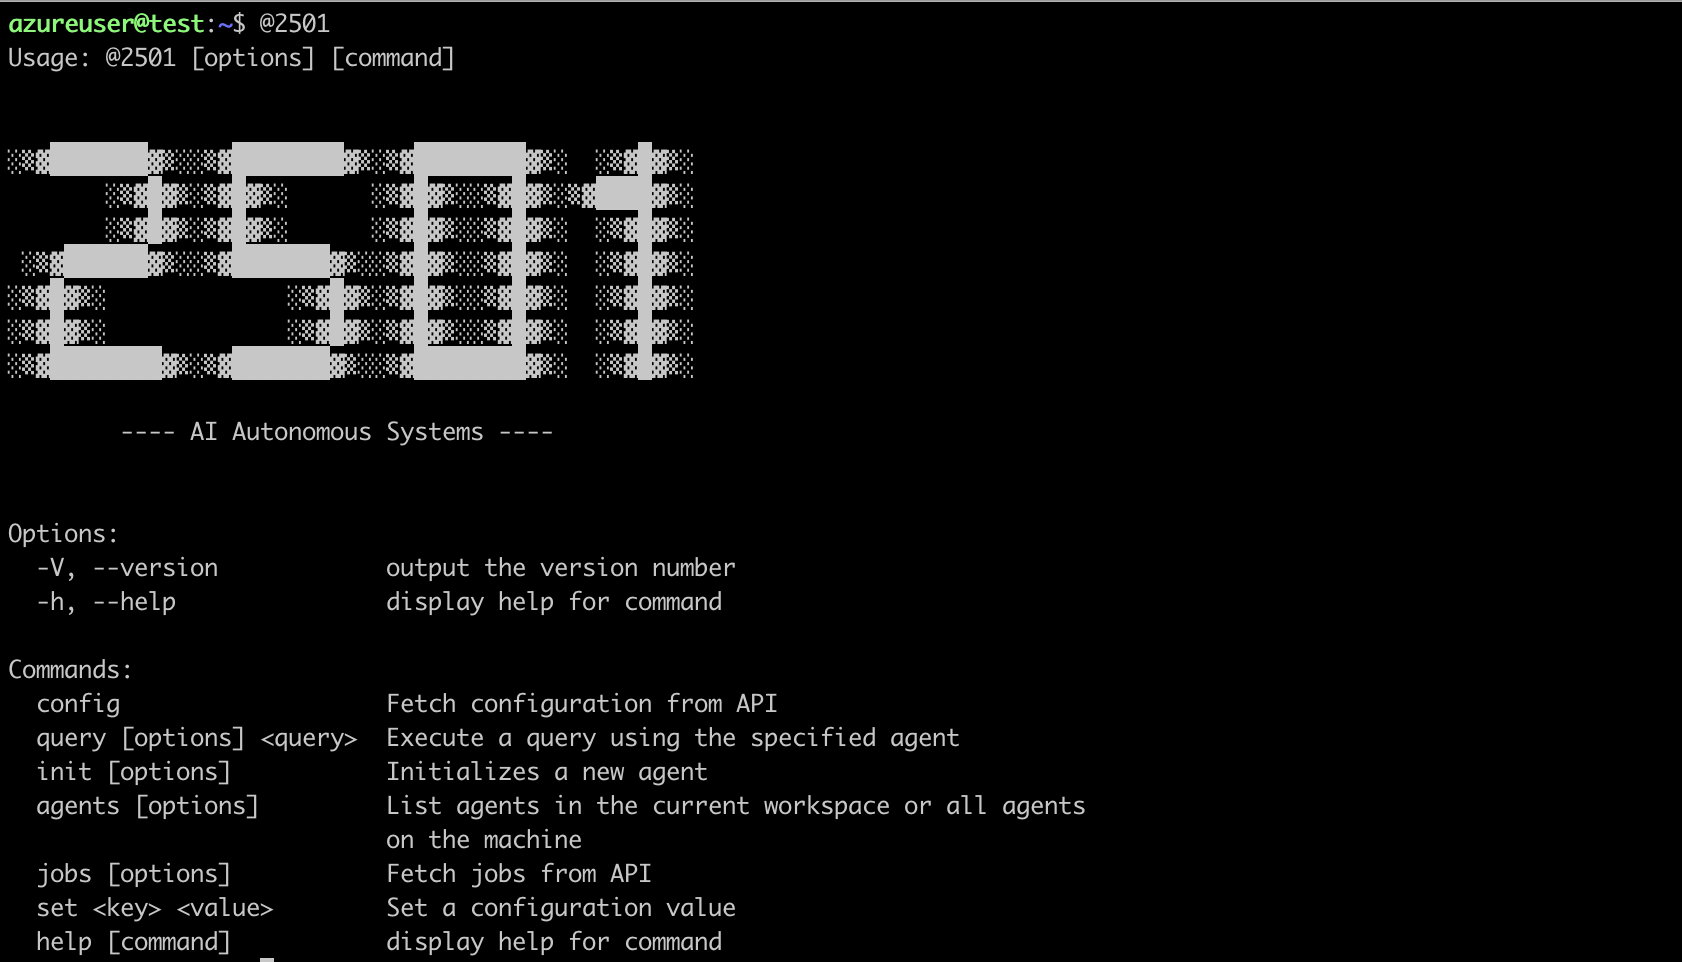 azureuser@test:~$ @2501
Usage: @2501 [options] [command]
2501
---- AI Autonomous Systems ----
Options:
-V, --version output the version number
-h, --help display help for command
Commands:
config Fetch configuration from API
query [options] <query> Execute a query using the specified agent
init [options] Initializes a new agent
agents [options] List agents in the current workspace or all agents
on the machine
jobs [options] Fetch jobs from API
set <key> <value> Set a configuration value
help [command] display help for command